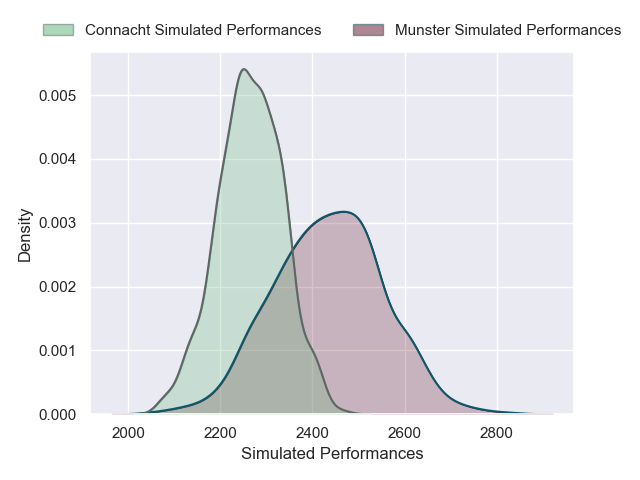 Connacht Simulated Performances
Munster Simulated Performances
Density
0.005
0.004
0.003
0.002
0.001
0.000
2000
2200
2400
2600
2800
Simulated Performances